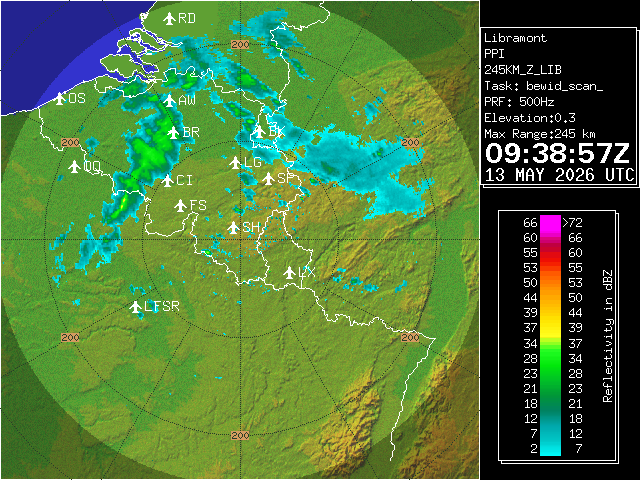 RD
200
OS
AW
BR
BK
200
200
LG
CI
SP
FS
SH
LX
LFSR
200
200
200
Libramont
PPI
245KM_Z_LIB
Task: bewid_scan_
PRF: 500Hz
Elevation:0.3
Max Range:245 km
09:38:57Z
13 MAY 2026 UTC
66 >72
60 66
55 60
53 55
50 53
44 50
39 44
37 39
34 37
28 34
23 28
21 23
18 21
12 18
7 12
2 7
Reflectivity in dBZ